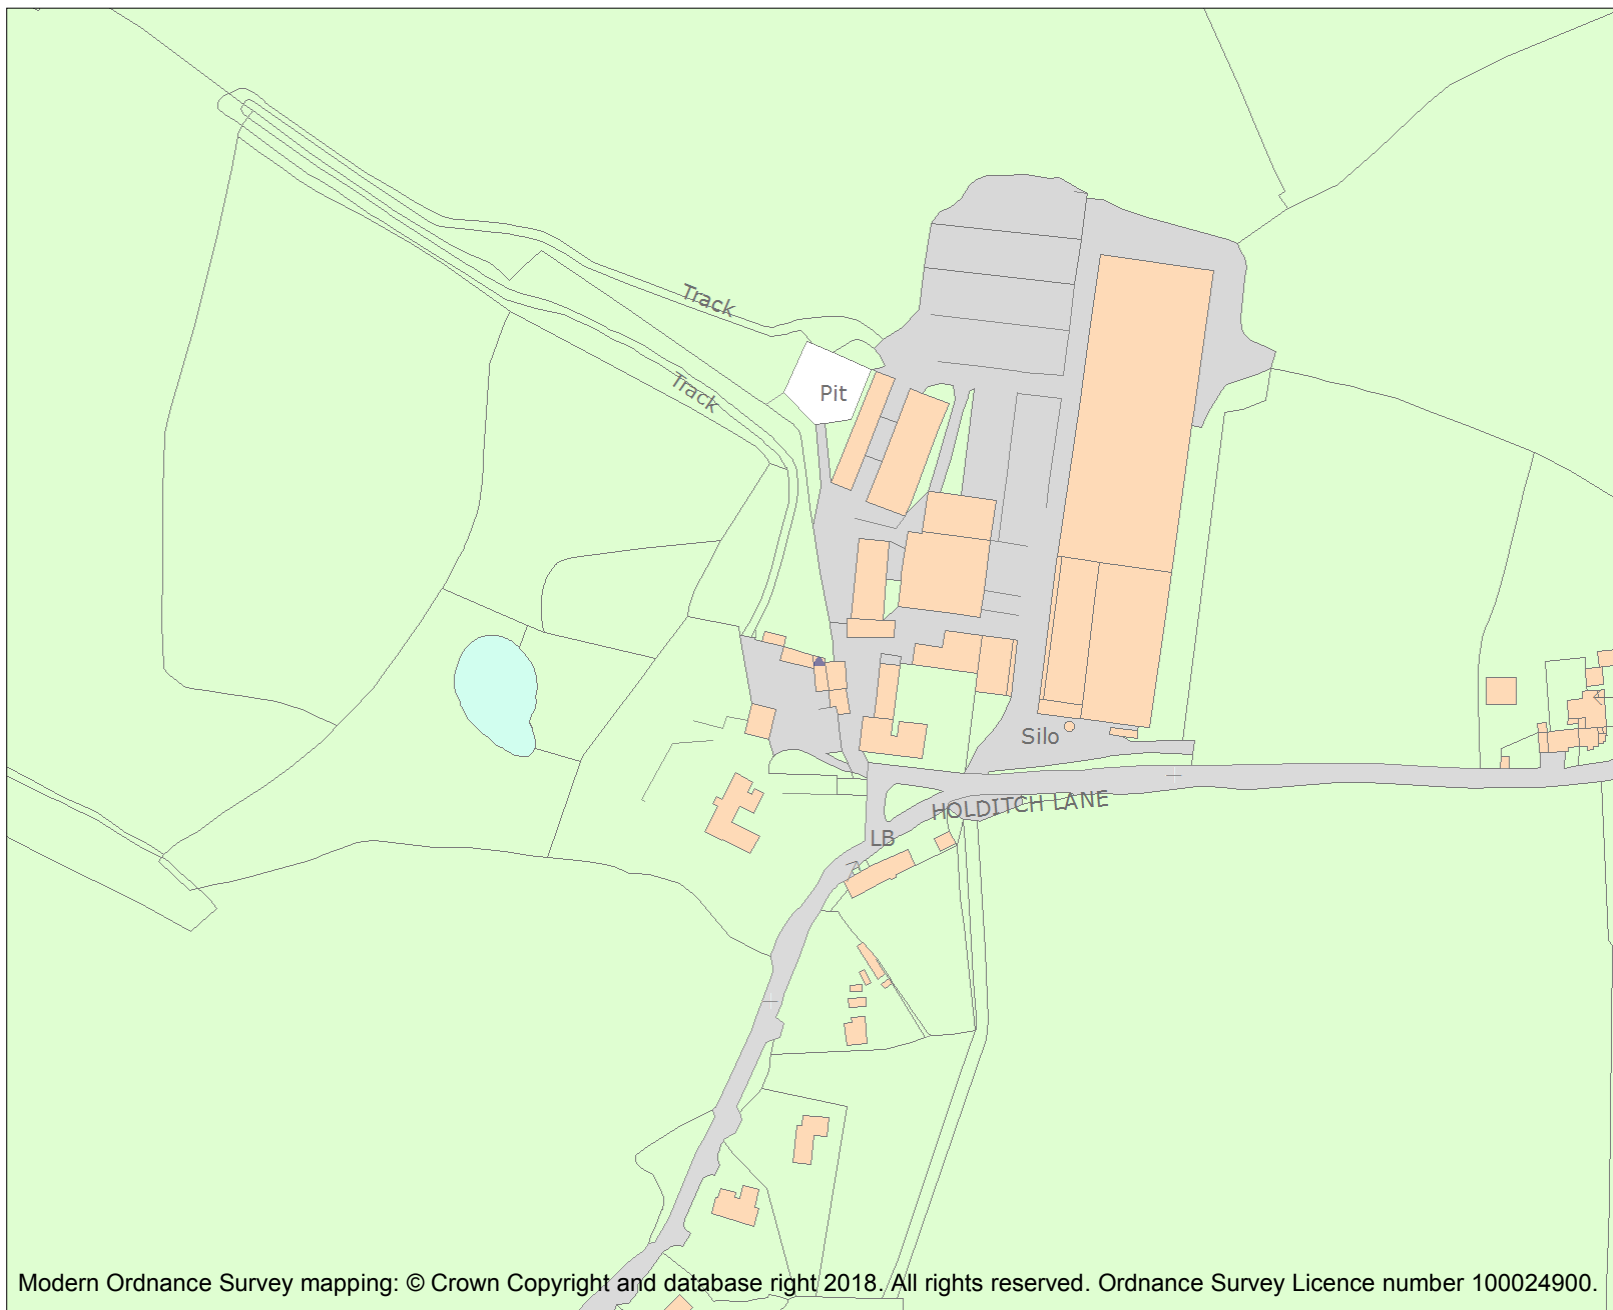 Track
Track
Pit
Silo
HOLDITCH LANE
LB
Modern Ordnance Survey mapping: © Crown Copyright and database right 2018. All rights reserved. Ordnance Survey Licence number 100024900.